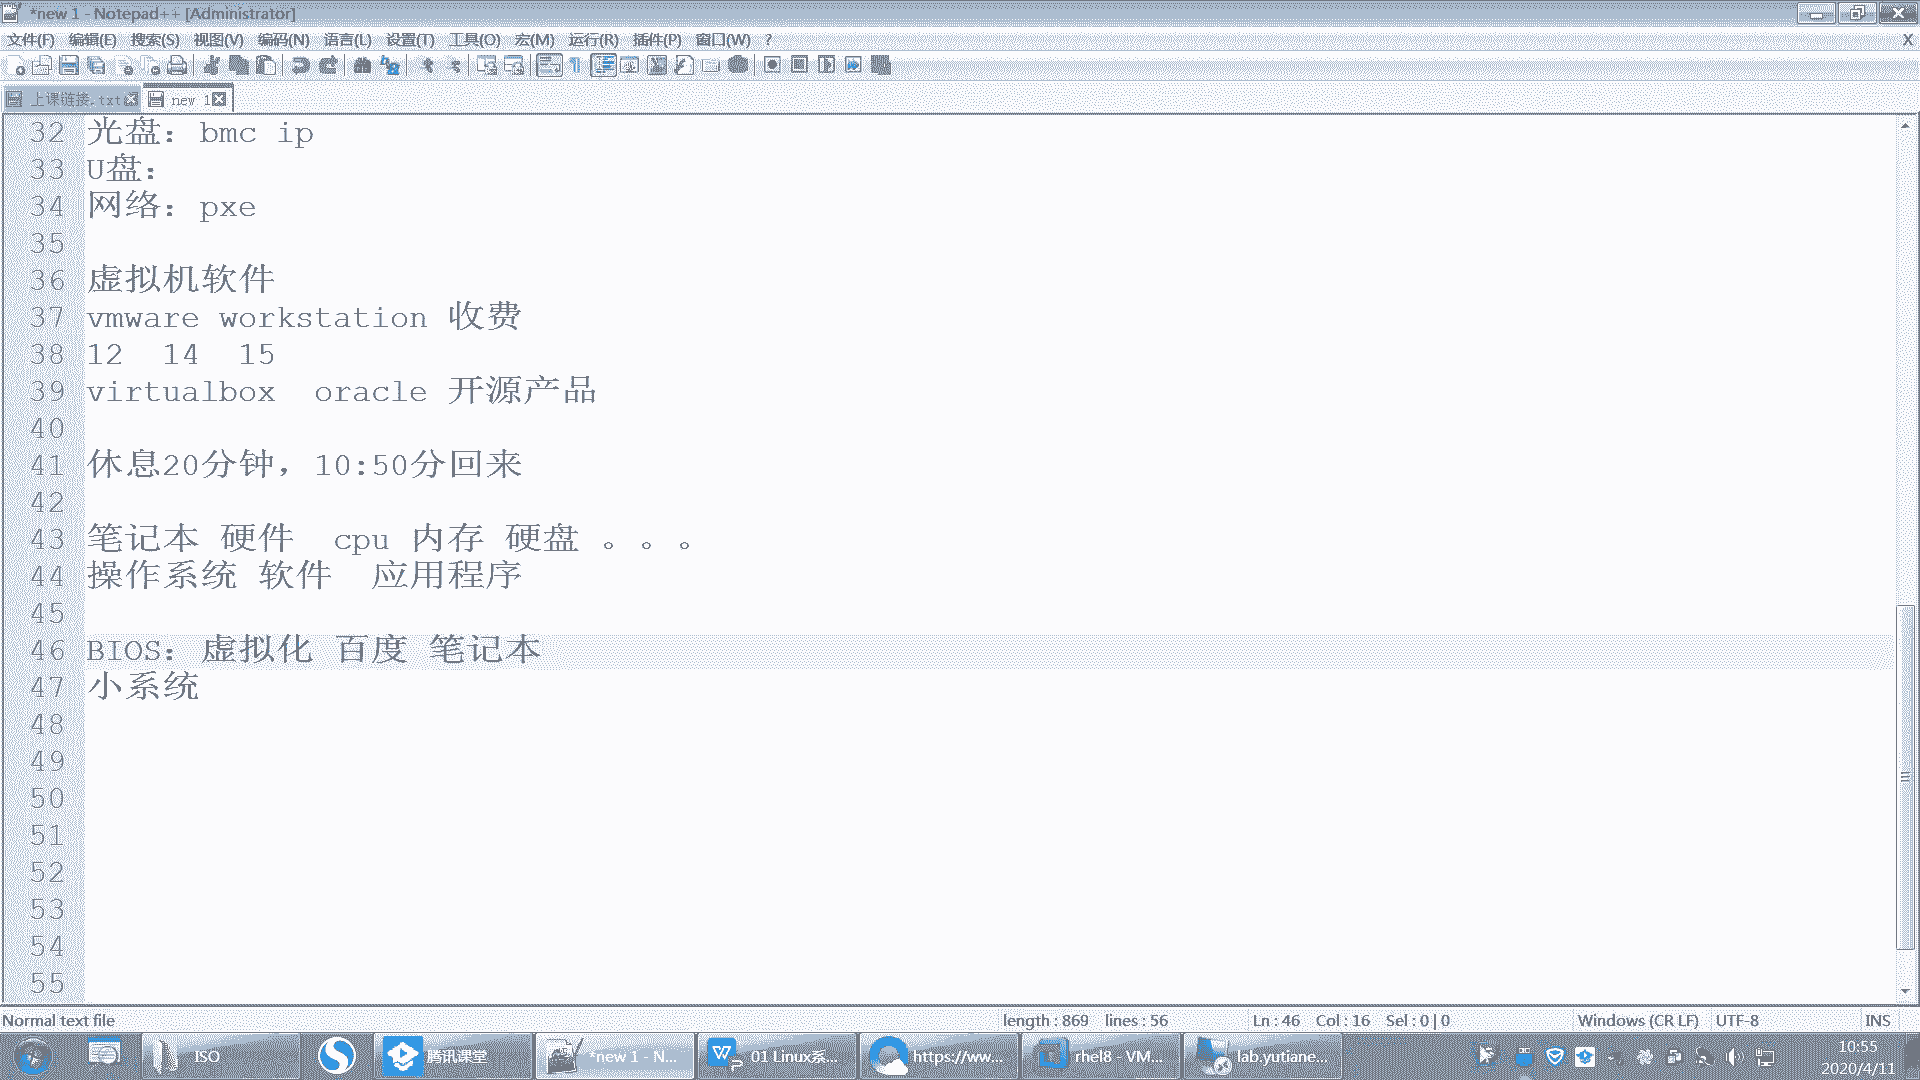 *new 1 - Notepad++ [Administrator]
文件(F) 编辑(E) 搜索(S) 视图(V) 编码(N) 语言(L) 设置(T) 工具(O) 宏(M) 运行(R) 插件(P) 窗口(W) ? X
上课链接.txt new 1
32 光盘：bmc ip
33 U盘：
34 网络：pxe
35
36 虚拟机软件
37 vmware workstation 收费
38 12 14 15
39 virtualbox oracle 开源产品
40
41 休息20分钟，10:50分回来
42
43 笔记本 硬件 cpu 内存 硬盘 。。。
44 操作系统 软件 应用程序
45
46 BIOS：虚拟化 百度 笔记本
47 小系统
48
49
50
51
52
53
54
55
Normal text file length : 869 lines : 56 Ln : 46 Col : 16 Sel : 0 | 0 Windows (CR LF) UTF-8 INS
ISO 腾讯课堂 *new 1 - N... 01 Linux系... https://ww... rhel8 - VM... lab.yutiane... 10:55
2020/4/11